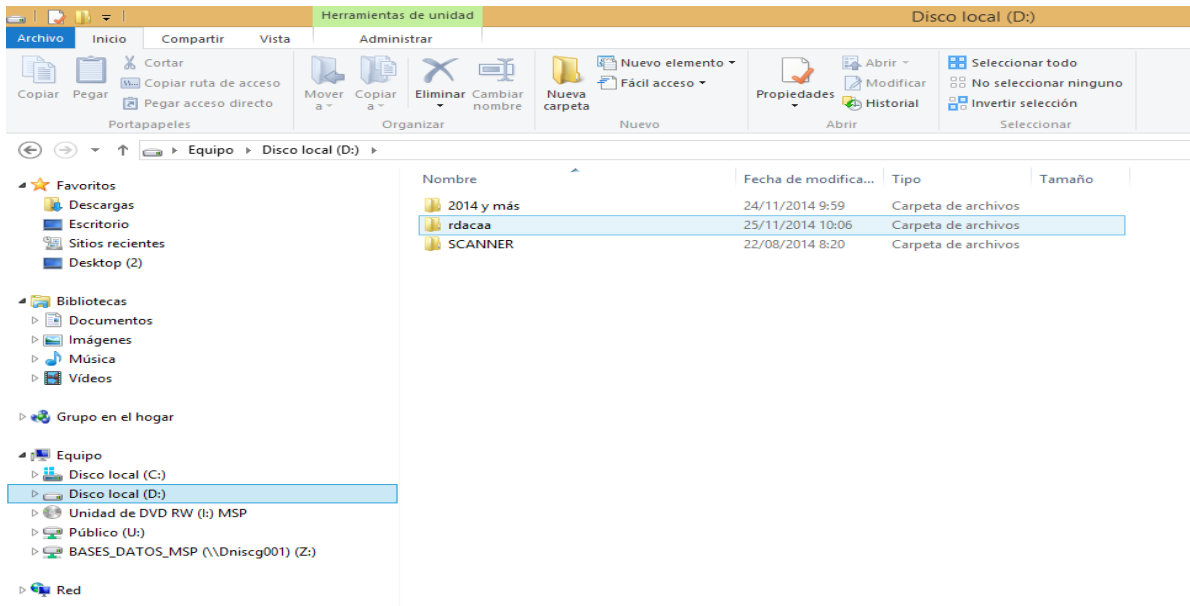 Herramientas de unidad
Disco local (D:)
Archivo Inicio Compartir Vista Administrar
Copiar
Pegar
Cortar
Copiar ruta de acceso
Pegar acceso directo
Portapapeles
Mover a
Copiar a
Eliminar
Cambiar nombre
Organizar
Nueva carpeta
Nuevo elemento
Fácil acceso
Nuevo
Propiedades
Abrir
Modificar
Historial
Abrir
Seleccionar todo
No seleccionar ninguno
Invertir selección
Seleccionar
Equipo Disco local (D:)
Favoritos
Descargas
Escritorio
Sitios recientes
Desktop (2)
Bibliotecas
Documentos
Imágenes
Música
Vídeos
Grupo en el hogar
Equipo
Disco local (C:)
Disco local (D:)
Unidad de DVD RW (I:) MSP
Público (U:)
BASES_DATOS_MSP (\\Dniscg001) (Z:)
Red
Nombre Fecha de modifica... Tipo Tamaño
2014 y más 24/11/2014 9:59 Carpeta de archivos
rdacaa 25/11/2014 10:06 Carpeta de archivos
SCANNER 22/08/2014 8:20 Carpeta de archivos